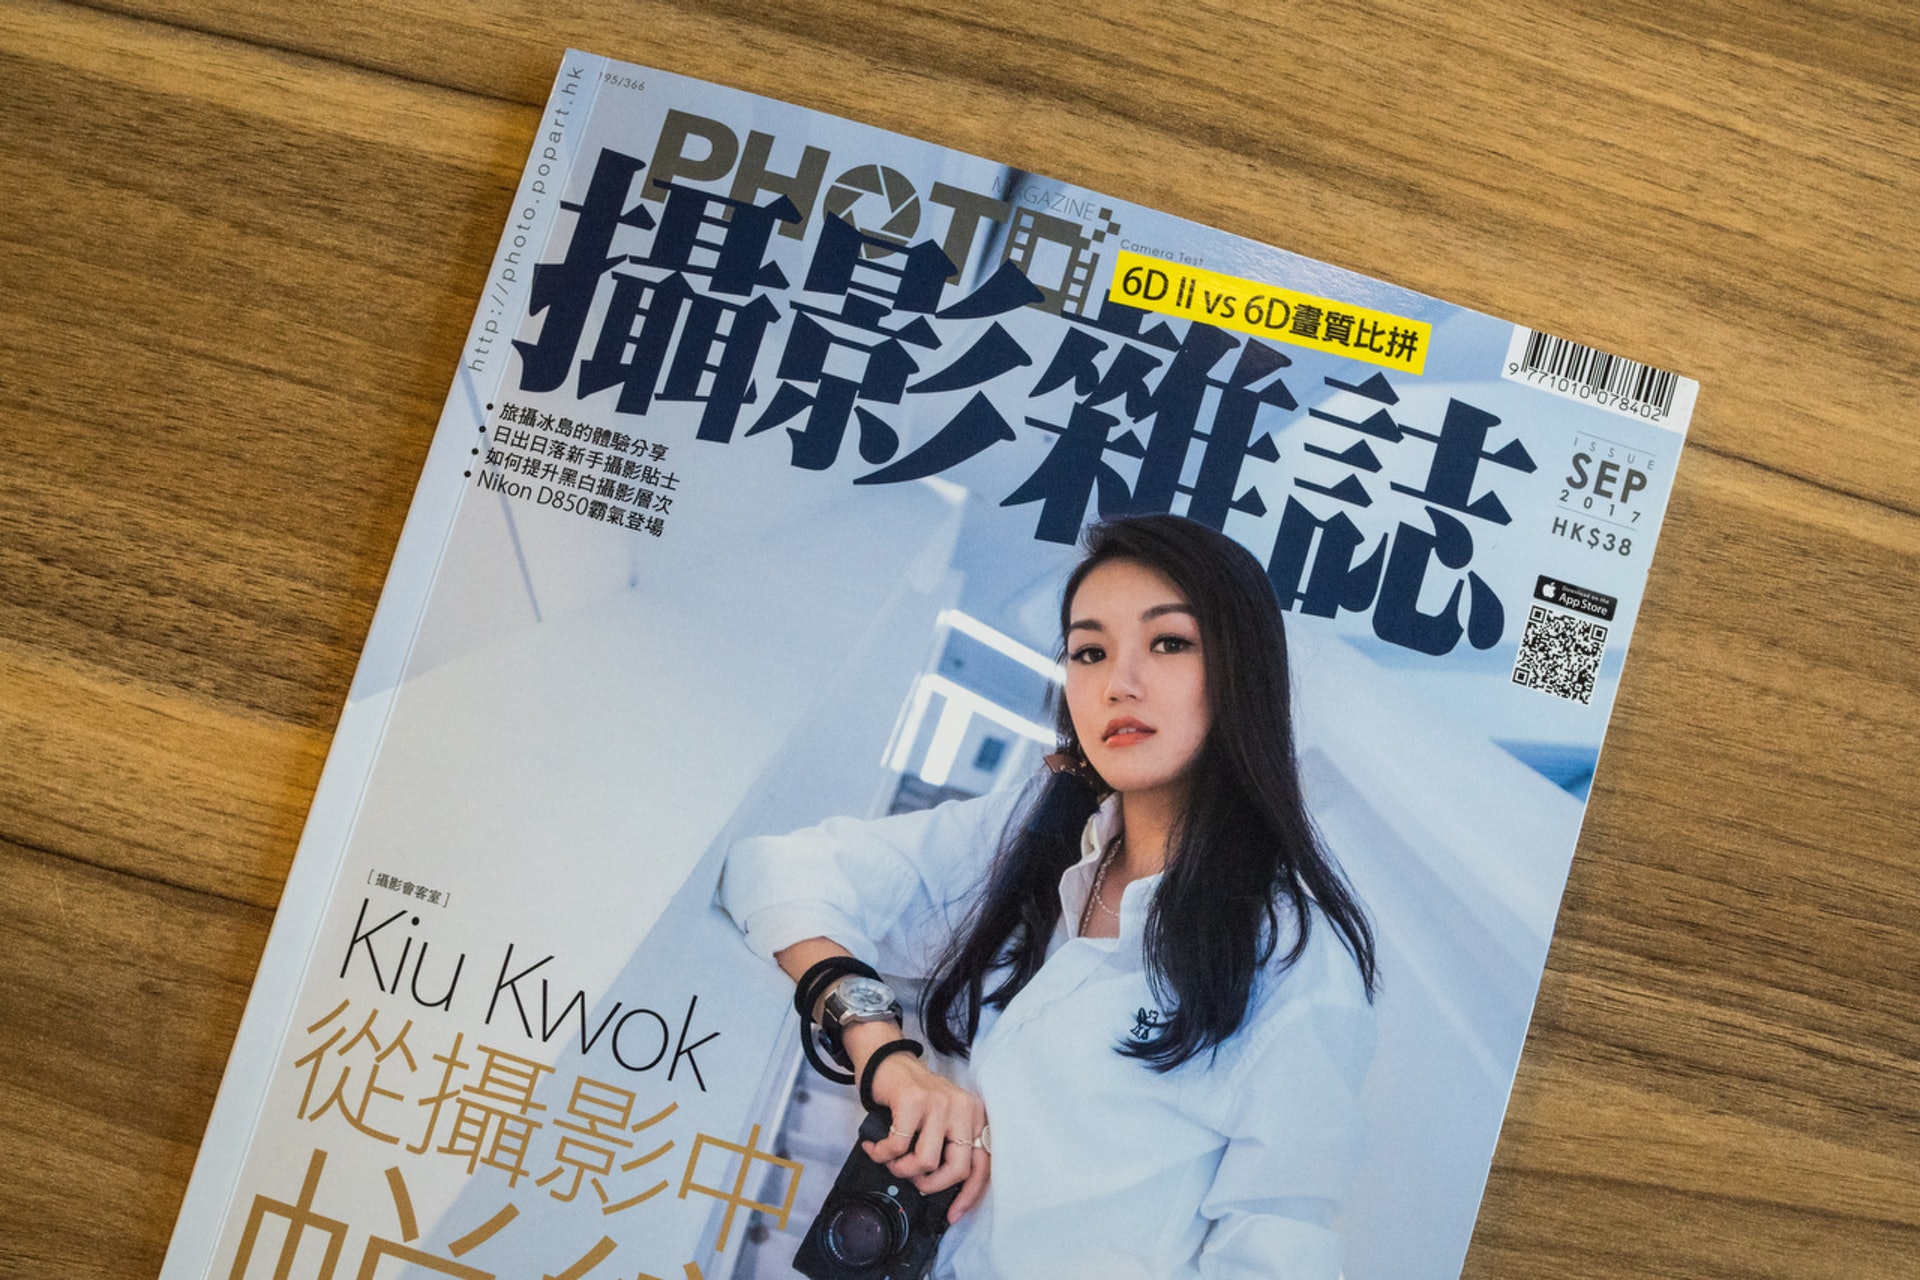 195/366
http://photo.popart.hk
PHOTO
MAGAZINE
攝影雜誌
Camera Test
6D II vs 6D畫質比拼
9 771010 078402
ISSUE
SEP
2017
HK$38
Download on the
App Store
• 旅攝冰島的體驗分享
• 日出日落新手攝影貼士
• 如何提升黑白攝影層次
• Nikon D850霸氣登場
[ 攝影會客室 ]
Kiu Kwok
從攝影中